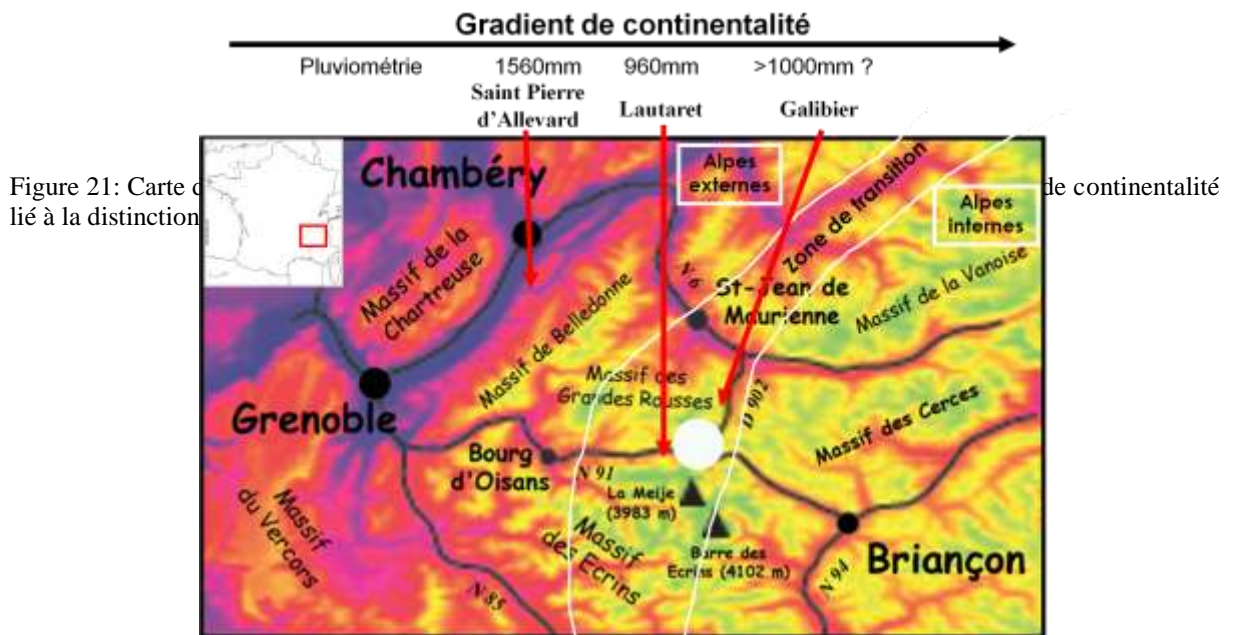 Gradient de continentalité
Pluviométrie 1560mm 960mm >1000mm ?
Saint Pierre
d'Allevard
Lautaret
Galibier
Figure 21: Carte de continentalité
lié à la distinction
Chambéry
Alpes
externes
Zone de transition
Alpes
internes
Massif de la
Chartreuse
Massif de Belledonne
N 6
St-Jean de
Maurienne
Massif de la Vanoise
Massif des
Grandes Rousses
D 902
Massif des Cerces
Grenoble
Bourg
d'Oisans
N 91
La Meije
(3983 m)
Massif
du Vercors
Massif
des Ecrins
Barre des
Ecrins (4102 m)
Briançon
N 85
N 94